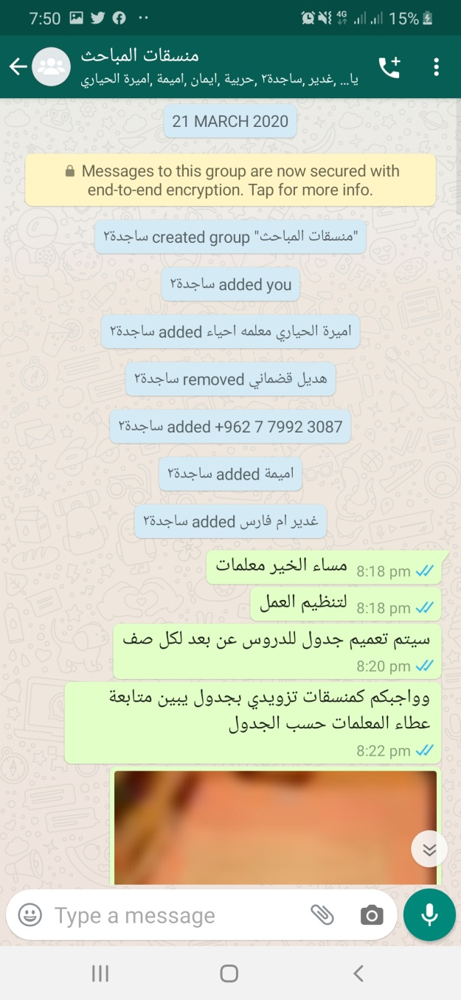 7:50
4G 15%
منسقات المباحث
يا... ,غدير ,ساجدة٢ ,حربية ,ايمان ,اميمة ,اميرة الحياري
21 MARCH 2020
Messages to this group are now secured with
end-to-end encryption. Tap for more info.
ساجدة٢ created group "منسقات المباحث"
ساجدة٢ added you
ساجدة٢ added اميرة الحياري معلمه احياء
ساجدة٢ removed هديل قضماني
ساجدة٢ added +962 7 7992 3087
ساجدة٢ added اميمة
ساجدة٢ added غدير ام فارس
مساء الخير معلمات
8:18 pm
لتنظيم العمل
8:18 pm
سيتم تعميم جدول للدروس عن بعد لكل صف
8:20 pm
وواجبكم كمنسقات تزويدي بجدول يبين متابعة
عطاء المعلمات حسب الجدول
8:22 pm
Type a message